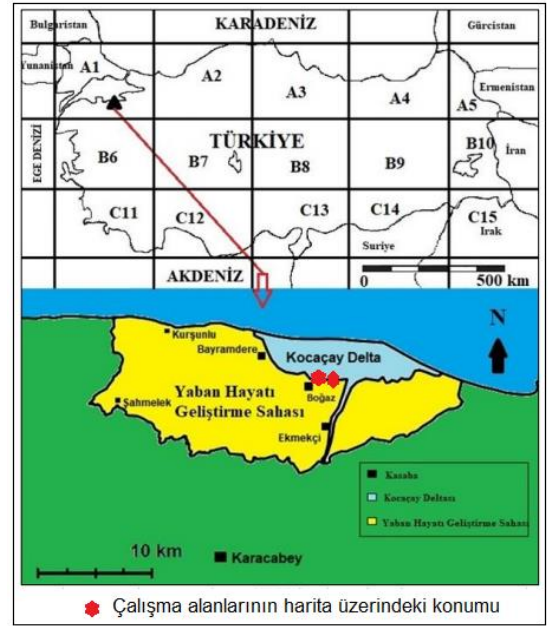 Bulgaristan
KARADENİZ
Gürcistan
Yunanistan
A1
A2
A3
A4
A5
Ermenistan
EGE DENİZİ
TÜRKİYE
B6
B7
B8
B9
B10
İran
C11
C12
C13
C14
C15
Irak
Suriye
AKDENİZ
0
500 km
N
Kurşunlu
Bayramdere
Kocaçay Delta
Yaban Hayatı
Geliştirme Sahası
Boğaz
Şahmelek
Ekmekçi
Kasaba
Kocaçay Deltası
Yaban Hayatı Geliştirme Sahası
10 km
Karacabey
Çalışma alanlarının harita üzerindeki konumu